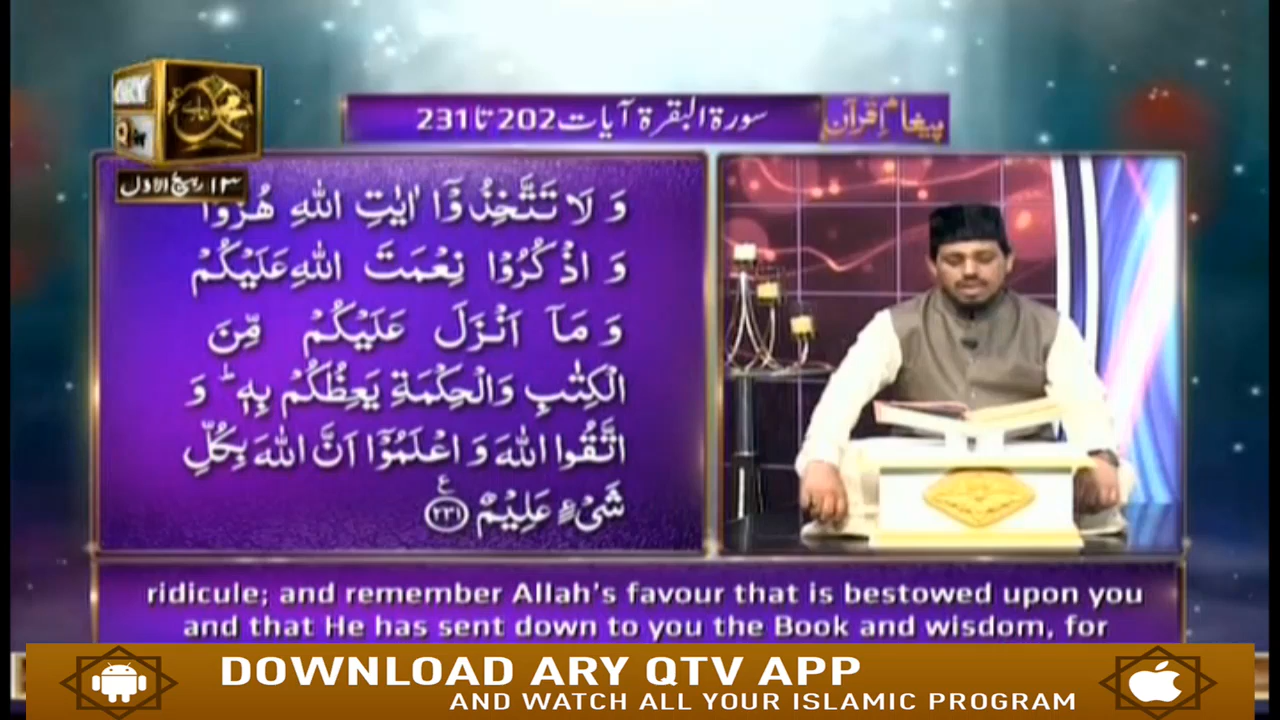 ARY
Qtv
سورۃ البقرۃ آیات 202 تا 231
پیغام قرآن
۱۳ ربیع الاول
وَ لَا تَتَّخِذُوْۤا اٰیٰتِ اللّٰهِ هُزُوًا
وَ اذْكُرُوْا نِعْمَتَ اللّٰهِ عَلَیْكُمْ
وَ مَاۤ اَنْزَلَ عَلَیْكُمْ مِّنَ
الْكِتٰبِ وَالْحِكْمَةِ یَعِظُكُمْ بِهٖ ؕ وَ
اتَّقُوا اللّٰهَ وَ اعْلَمُوْۤا اَنَّ اللّٰهَ بِكُلِّ
شَیْءٍ عَلِیْمٌ ۲۳۱ ع
ridicule; and remember Allah's favour that is bestowed upon you
and that He has sent down to you the Book and wisdom, for
DOWNLOAD ARY QTV APP
AND WATCH ALL YOUR ISLAMIC PROGRAM